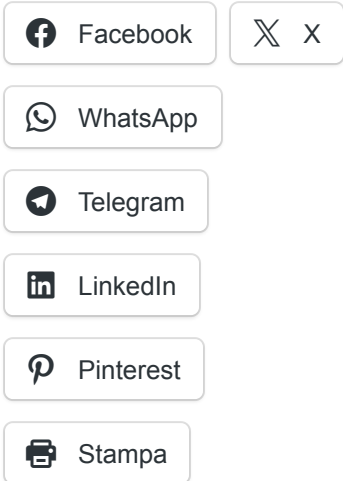 Facebook X
WhatsApp
Telegram
LinkedIn
Pinterest
Stampa